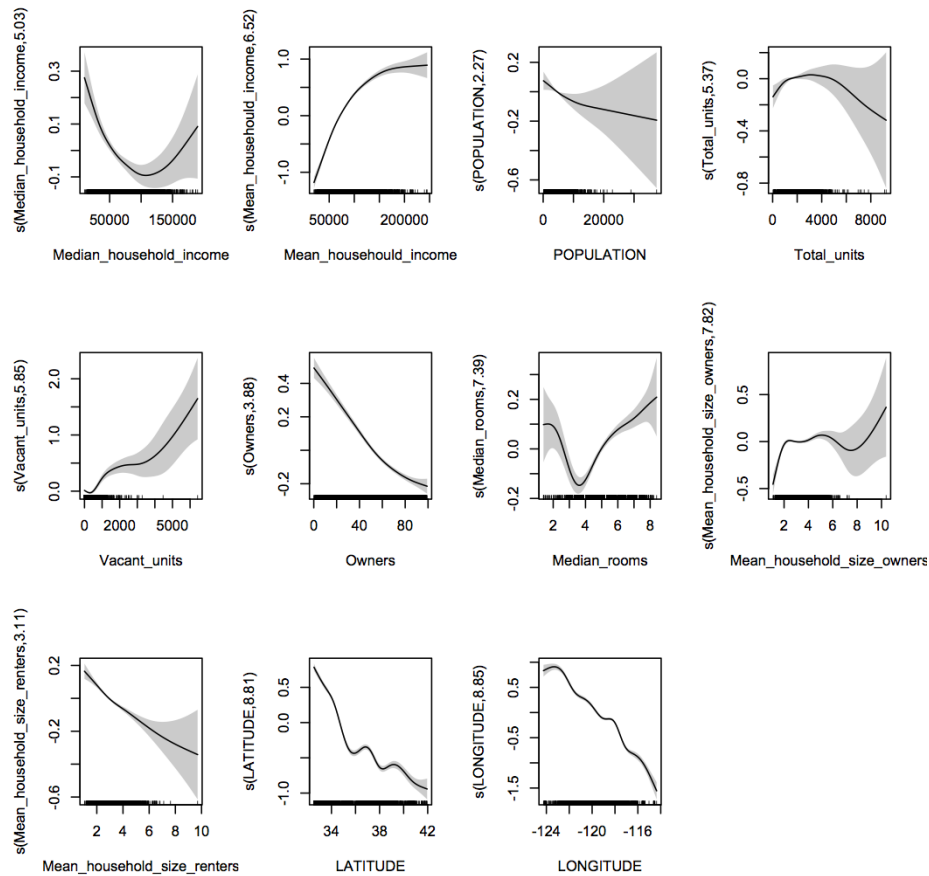 s(Median_household_income,5.03)
0.3
0.1
-0.1
50000 150000
Median_household_income
s(Mean_househould_income,6.52)
1.0
0.0
-1.0
50000 200000
Mean_househould_income
s(POPULATION,2.27)
0.2
-0.2
-0.6
0 20000
POPULATION
s(Total_units,5.37)
0.0
-0.4
-0.8
0 4000 8000
Total_units
s(Vacant_units,5.85)
2.0
1.0
0.0
0 2000 5000
Vacant_units
s(Owners,3.88)
0.4
0.1
-0.2
0 40 80
Owners
s(Median_rooms,7.39)
0.2
0.0
-0.2
2 4 6 8
Median_rooms
s(Mean_household_size_owners,7.82)
0.5
0.0
-0.5
2 4 6 8 10
Mean_household_size_owners
s(Mean_household_size_renters,3.11)
0.2
-0.2
-0.6
2 4 6 8 10
Mean_household_size_renters
s(LATITUDE,8.81)
0.5
0.0
-1.0
34 38 42
LATITUDE
s(LONGITUDE,8.85)
0.5
-0.5
-1.5
-124 -120 -116
LONGITUDE